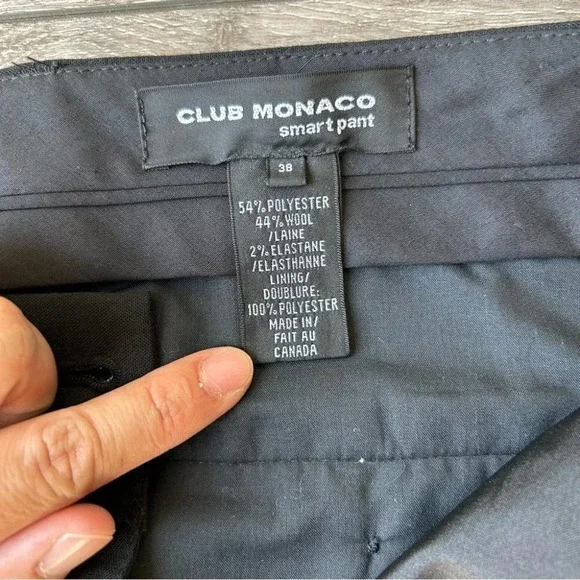 CLUB MONACO
smart pant
38
54% POLYESTER
44% WOOL
/LAINE
2% ELASTANE
/ELASTHANNE
LINING/
DOUBLURE:
100% POLYESTER
MADE IN/
FAIT AU
CANADA